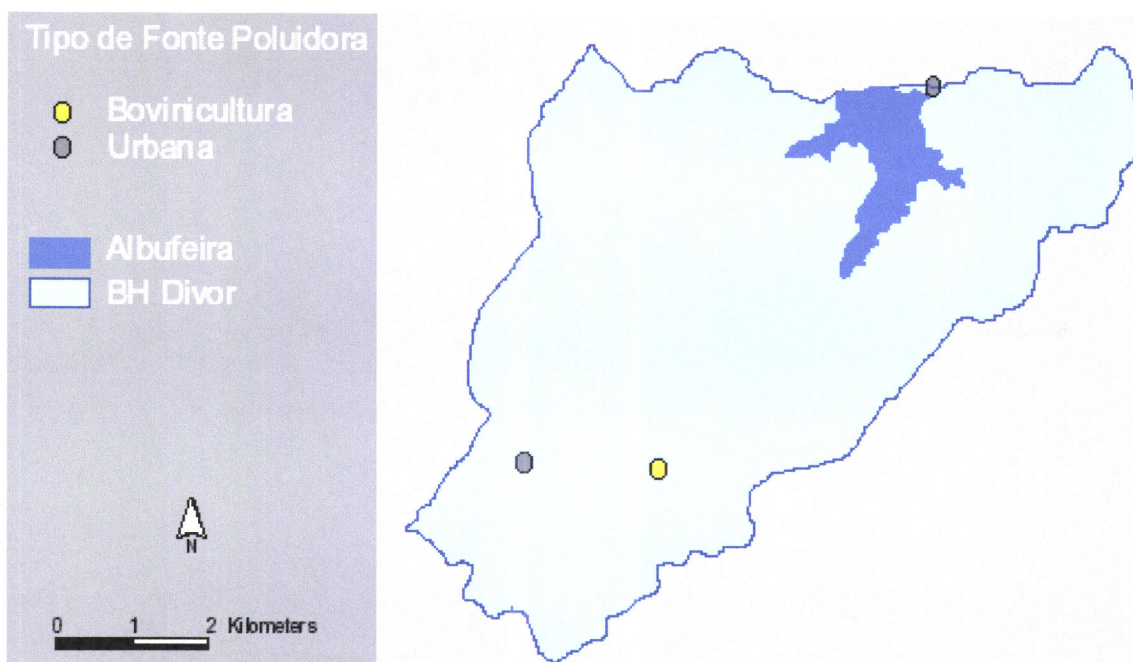 Tipo de Fonte Poluidora
Bovinicultura
Urbana
Albufeira
BH Divor
N
0 1 2 Kilometers